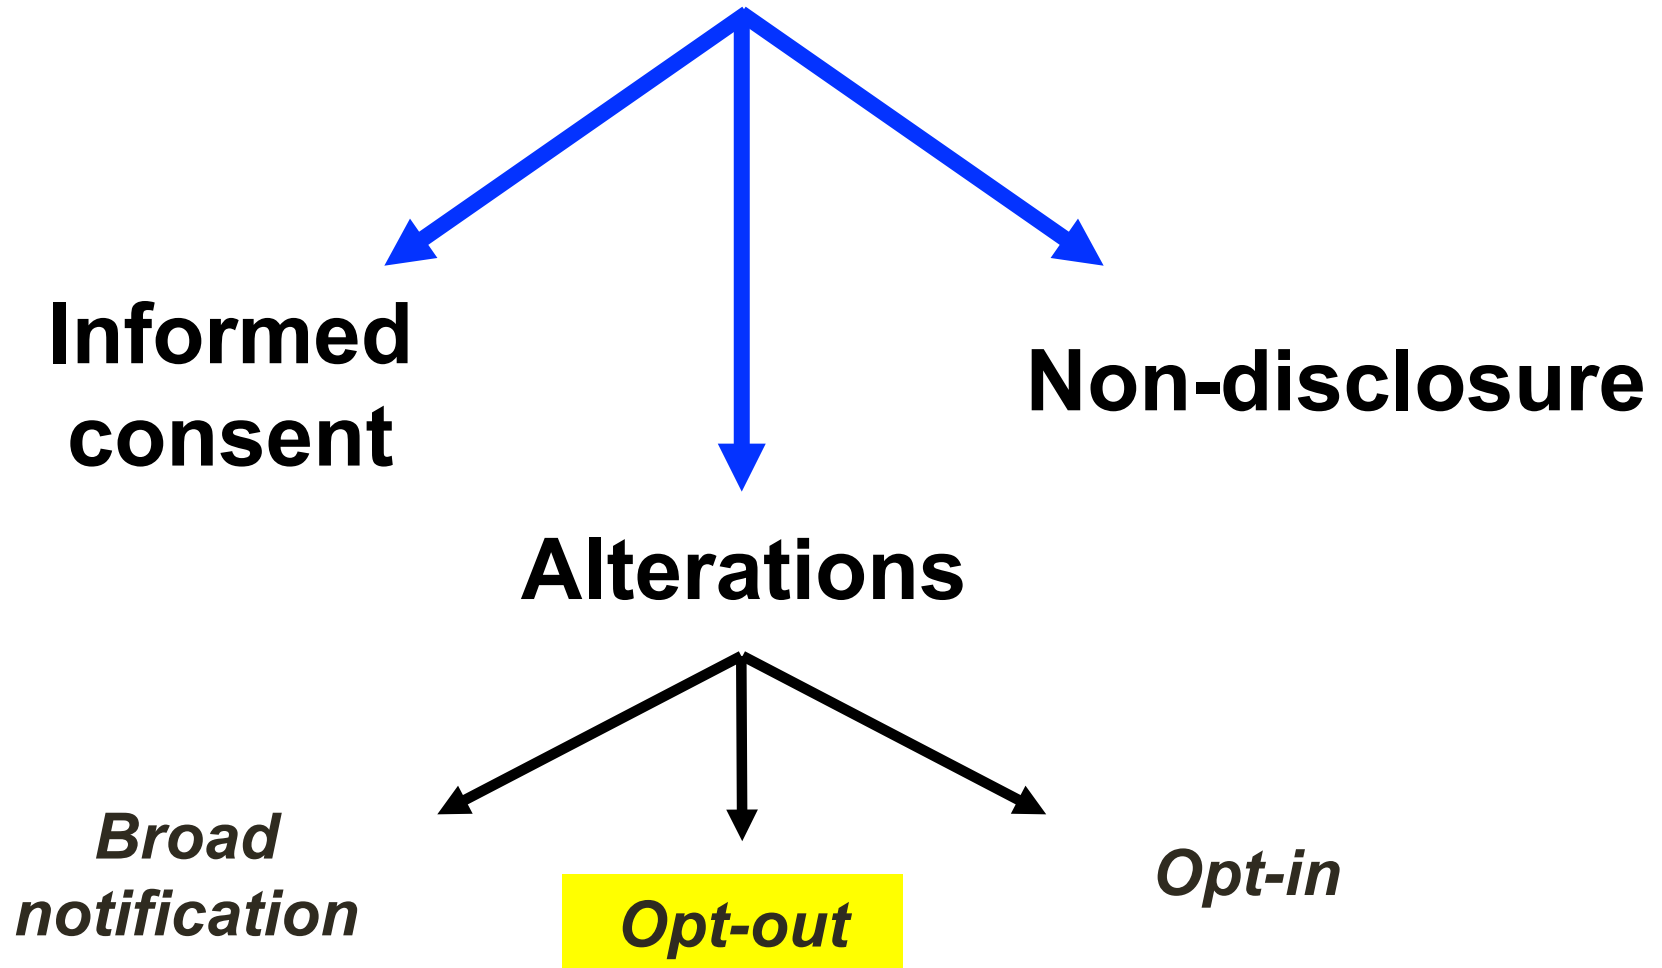 Informed
consent
Non-disclosure
Alterations
Broad
notification
Opt-out
Opt-in